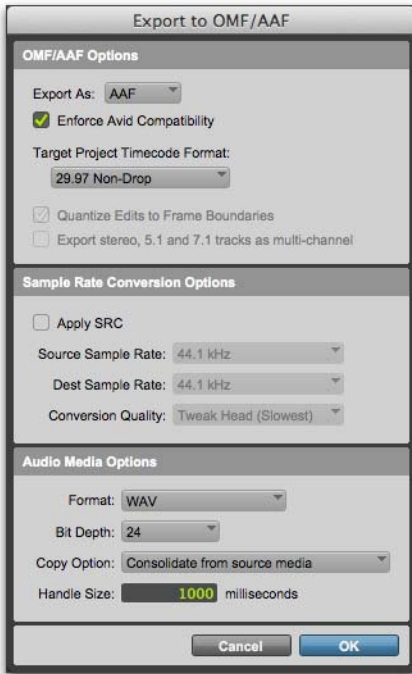 Export to OMF/AAF
OMF/AAF Options
Export As: AAF
Enforce Avid Compatibility
Target Project Timecode Format:
29.97 Non-Drop
Quantize Edits to Frame Boundaries
Export stereo, 5.1 and 7.1 tracks as multi-channel
Sample Rate Conversion Options
Apply SRC
Source Sample Rate: 44.1 kHz
Dest Sample Rate: 44.1 kHz
Conversion Quality: Tweak Head (Slowest)
Audio Media Options
Format: WAV
Bit Depth: 24
Copy Option: Consolidate from source media
Handle Size: 1000 milliseconds
Cancel OK